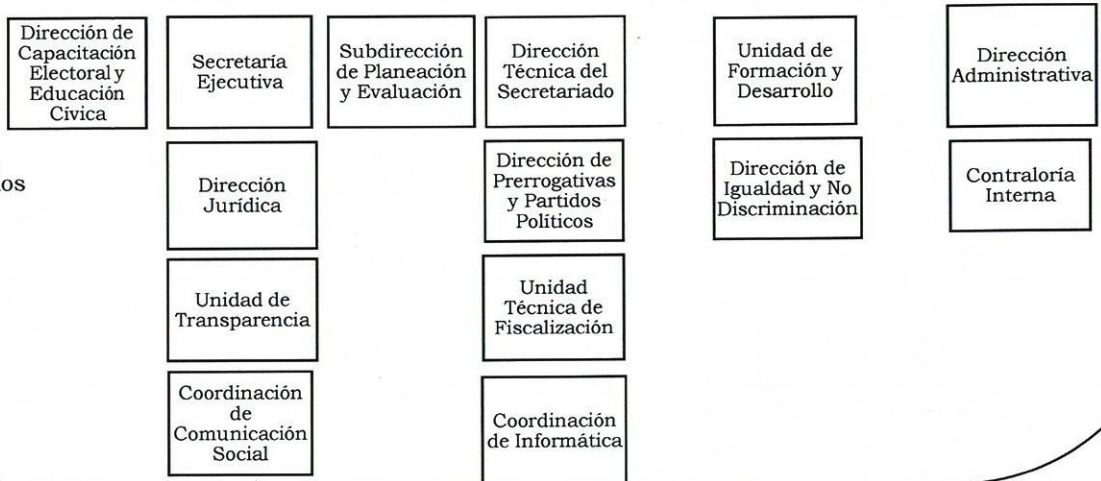 Dirección de
Capacitación
Electoral y
Educación
Cívica
Secretaría
Ejecutiva
Subdirección
de Planeación
y Evaluación
Dirección
Técnica del
Secretariado
Unidad de
Formación y
Desarrollo
Dirección
Administrativa
os
Dirección
Jurídica
Dirección de
Prerrogativas
y Partidos
Políticos
Dirección de
Igualdad y No
Discriminación
Contraloría
Interna
Unidad de
Transparencia
Unidad
Técnica de
Fiscalización
Coordinación
de
Comunicación
Social
Coordinación
de Informática